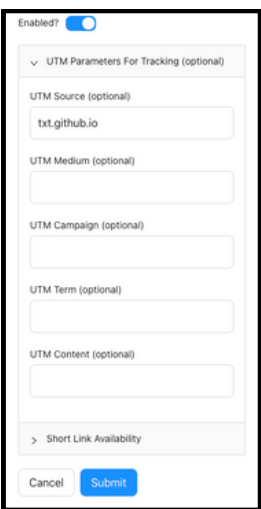 Enabled?
UTM Parameters For Tracking (optional)
UTM Source (optional)
txt.github.io
UTM Medium (optional)
UTM Campaign (optional)
UTM Term (optional)
UTM Content (optional)
Short Link Availability
Cancel Submit